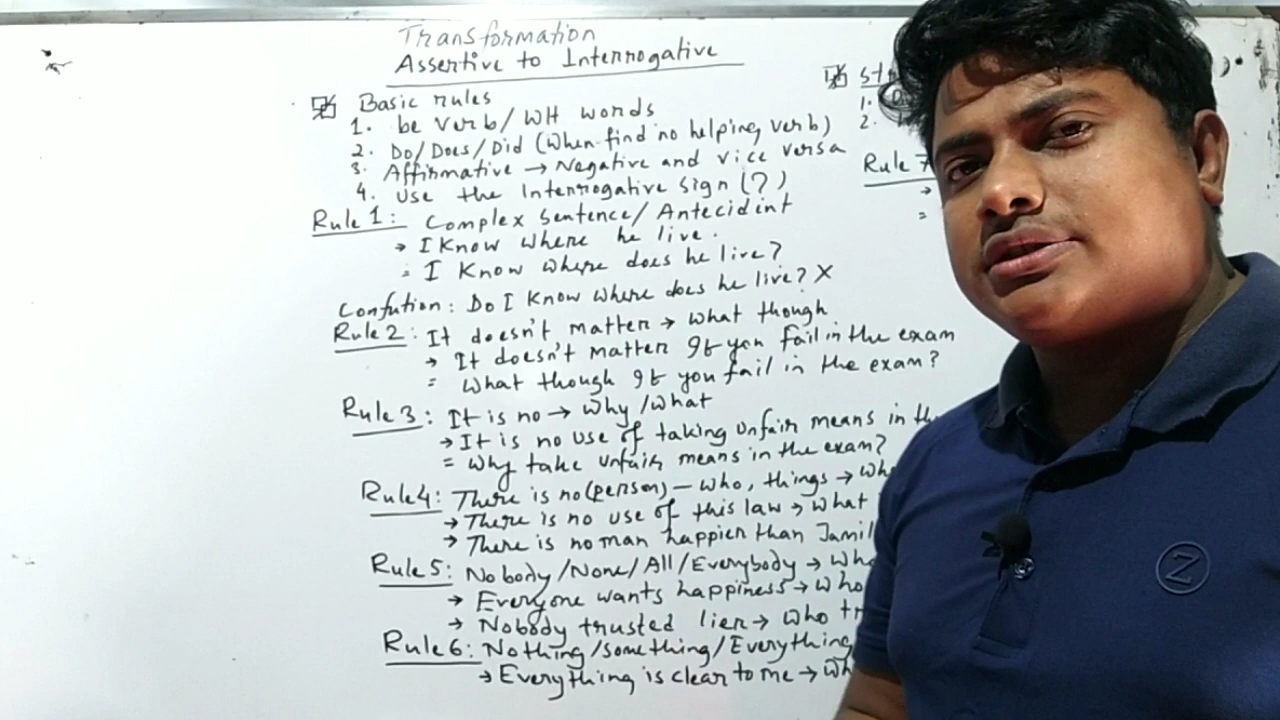 Transformation
Assertive to Interrogative
Basic rules
1. be verb/ WH words
2. Do/Does/Did (When find no helping verb)
3. Affirmative → Negative and vice versa
4. Use the Interrogative Sign (?)
Rule 1: Complex Sentence/ Antecident
→ I Know where he live.
= I Know where does he live?
Confution: Do I know where does he live? X
Rule 2: It doesn't matter → what though
→ It doesn't matter If you fail in the exam
= What though If you fail in the exam?
Rule 3: It is no → why /what
→ It is no use of taking unfair means in
= why take unfair means in the exam?
Rule 4: There is no (person) — who, things →
→ There is no use of this law → what
→ There is no man happier than Jamil
Rule 5: Nobody /None/ All/Everybody →
→ Everyone wants happiness → who
→ Nobody trusted lier → who
Rule 6: Nothing /something/ Everything
→ Everything is clear to me →
1.
2.
Rule 7
→
=
Z